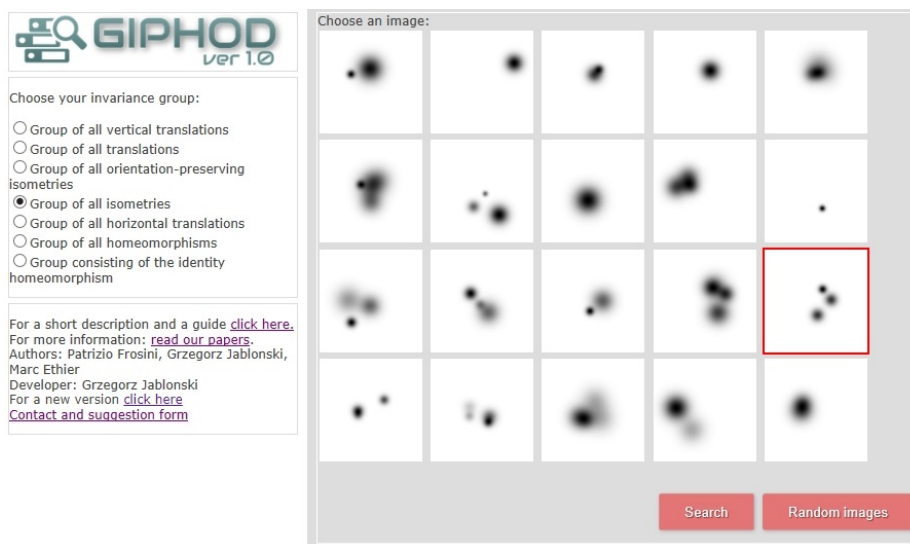 GIPHOD
ver 1.0
Choose your invariance group:
Group of all vertical translations
Group of all translations
Group of all orientation-preserving
isometries
Group of all isometries
Group of all horizontal translations
Group of all homeomorphisms
Group consisting of the identity
homeomorphism
For a short description and a guide click here.
For more information: read our papers.
Authors: Patrizio Frosini, Grzegorz Jablonski,
Marc Ethier
Developer: Grzegorz Jablonski
For a new version click here
Contact and suggestion form
Choose an image:
Search
Random images